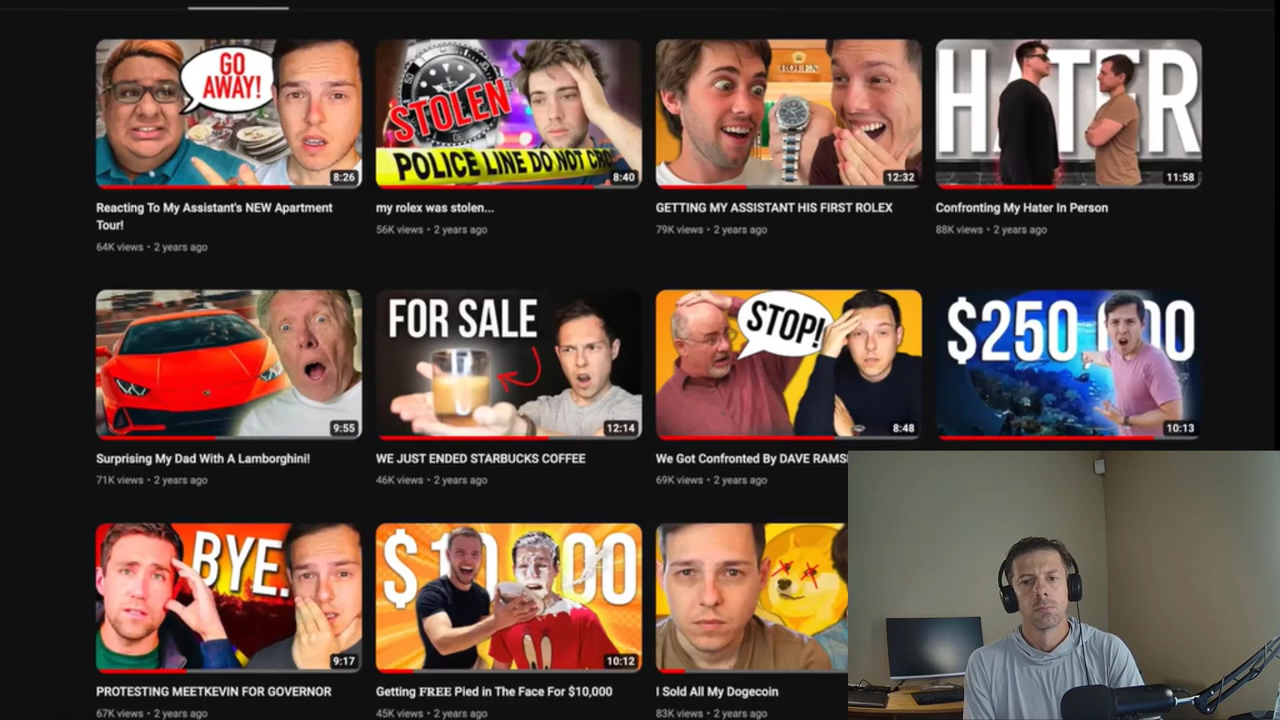 GO
AWAY!
8:26
STOLEN
POLICE LINE DO NOT
8:40
ROLEX
12:32
HATER
11:58
Reacting To My Assistant's NEW Apartment
Tour!
64K views • 2 years ago
my rolex was stolen...
56K views • 2 years ago
GETTING MY ASSISTANT HIS FIRST ROLEX
79K views • 2 years ago
Confronting My Hater In Person
88K views • 2 years ago
9:55
FOR SALE
12:14
STOP!
8:48
$250 00
10:13
Surprising My Dad With A Lamborghini!
71K views • 2 years ago
WE JUST ENDED STARBUCKS COFFEE
46K views • 2 years ago
We Got Confronted By DAVE RAMS
69K views • 2 years ago
BYE.
9:17
$10 00
10:12
PROTESTING MEETKEVIN FOR GOVERNOR
67K views • 2 years ago
Getting FREE Pied in The Face For $10,000
45K views • 2 years ago
I Sold All My Dogecoin
83K views • 2 years ago